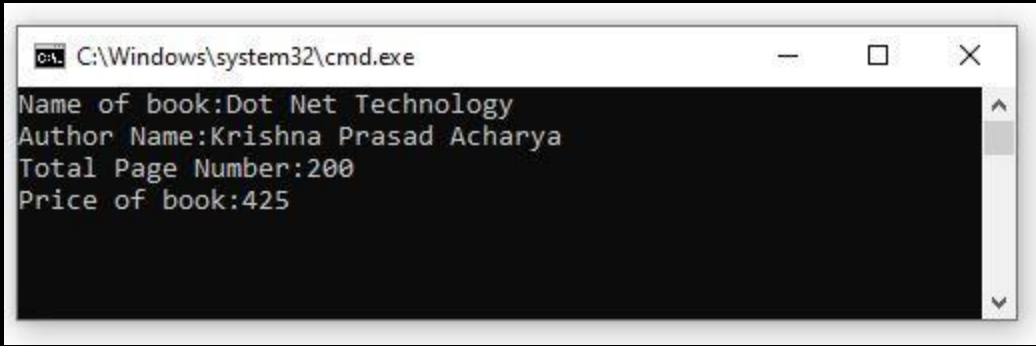 C:\Windows\system32\cmd.exe
Name of book:Dot Net Technology
Author Name:Krishna Prasad Acharya
Total Page Number:200
Price of book:425